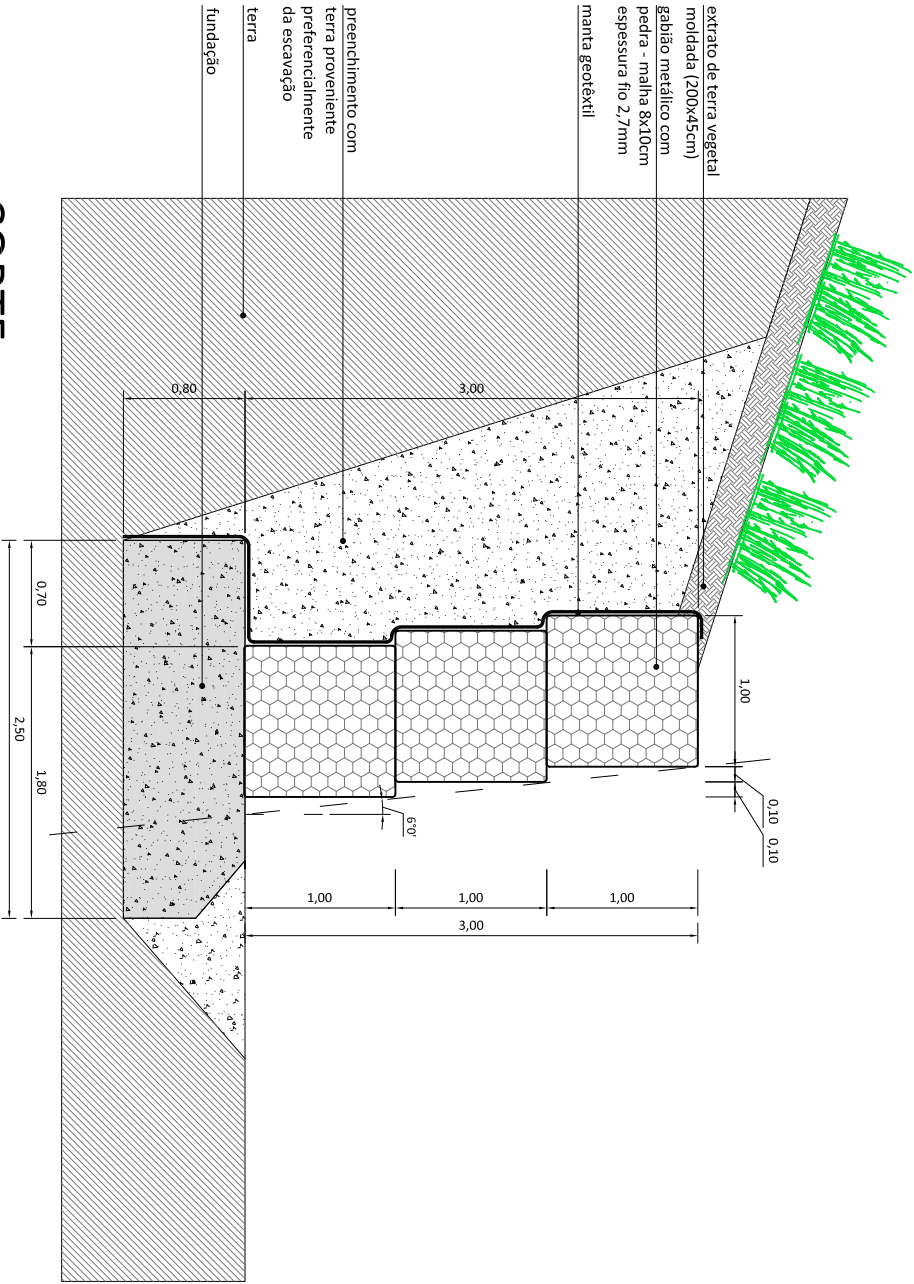 extrato de terra vegetal
moldada (200x45cm)
gabião metálico com
pedra - malha 8x10cm
espessura fio 2,7mm
manta geotêxtil
preenchimento com
terra proveniente
preferencialmente
da escavação
terra
fundação
1,00
0,10
0,10
3,00
0,80
1,00
1,00
1,00
3,00
6°0'
0,70
1,80
2,50